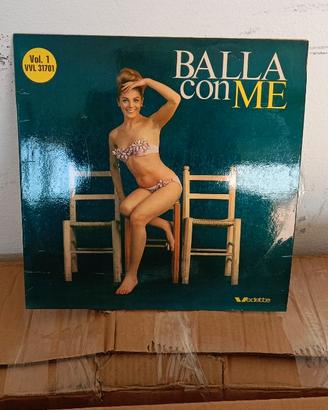 Vol. 1
VVL 31701
BALLA
con ME
Vedette